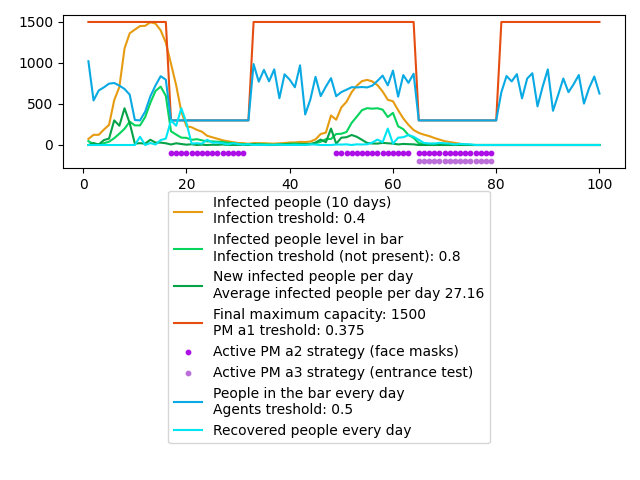 1500
1000
500
0
0
20
40
60
80
100
Infected people (10 days)
Infection treshold: 0.4
Infected people level in bar
Infection treshold (not present): 0.8
New infected people per day
Average infected people per day 27.16
Final maximum capacity: 1500
PM a1 treshold: 0.375
Active PM a2 strategy (face masks)
Active PM a3 strategy (entrance test)
People in the bar every day
Agents treshold: 0.5
Recovered people every day